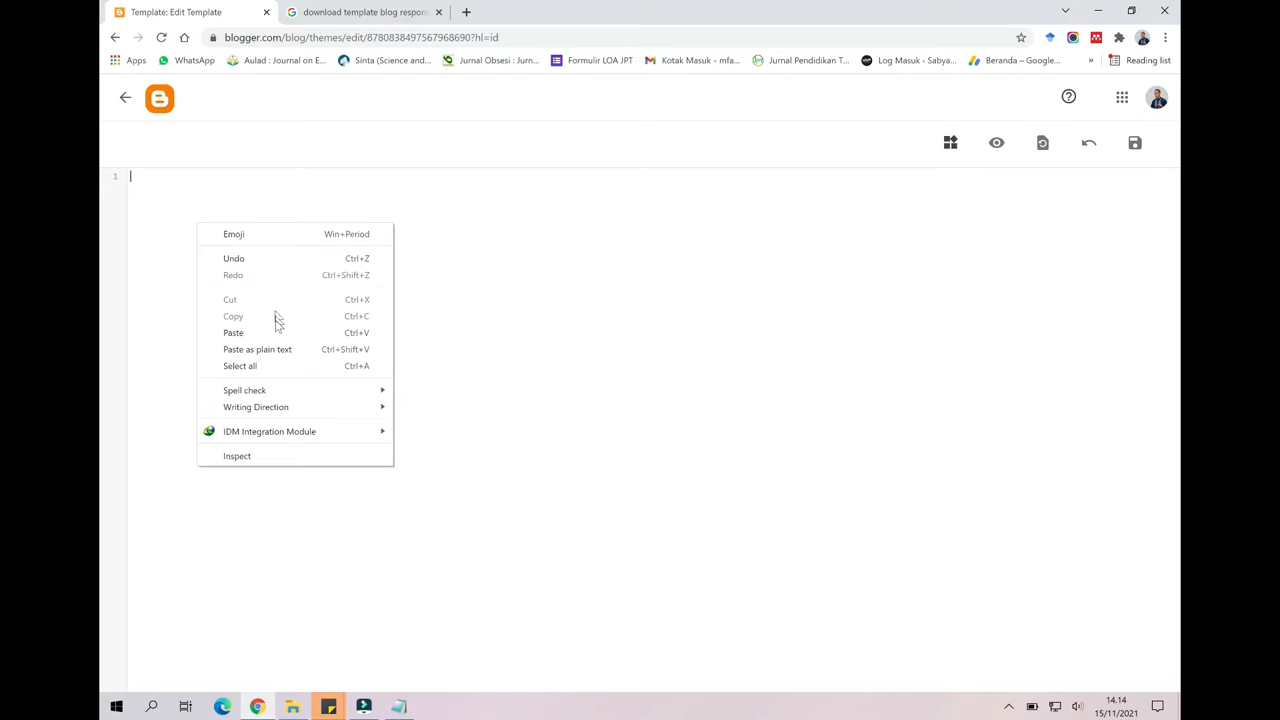 Template: Edit Template
download template blog respon
blogger.com/blog/themes/edit/8780838497567968690?hl=id
Apps
WhatsApp
Aulad : Journal on E...
Sinta (Science and...
Jurnal Obsesi : Jurn...
Formulir LOA JPT
Kotak Masuk - mfa...
Jurnal Pendidikan T...
Log Masuk ‹ Sabya...
Beranda – Google...
»
Reading list
1
Emoji Win+Period
Undo Ctrl+Z
Redo Ctrl+Shift+Z
Cut Ctrl+X
Copy Ctrl+C
Paste Ctrl+V
Paste as plain text Ctrl+Shift+V
Select all Ctrl+A
Spell check
Writing Direction
IDM Integration Module
Inspect
14.14
15/11/2021